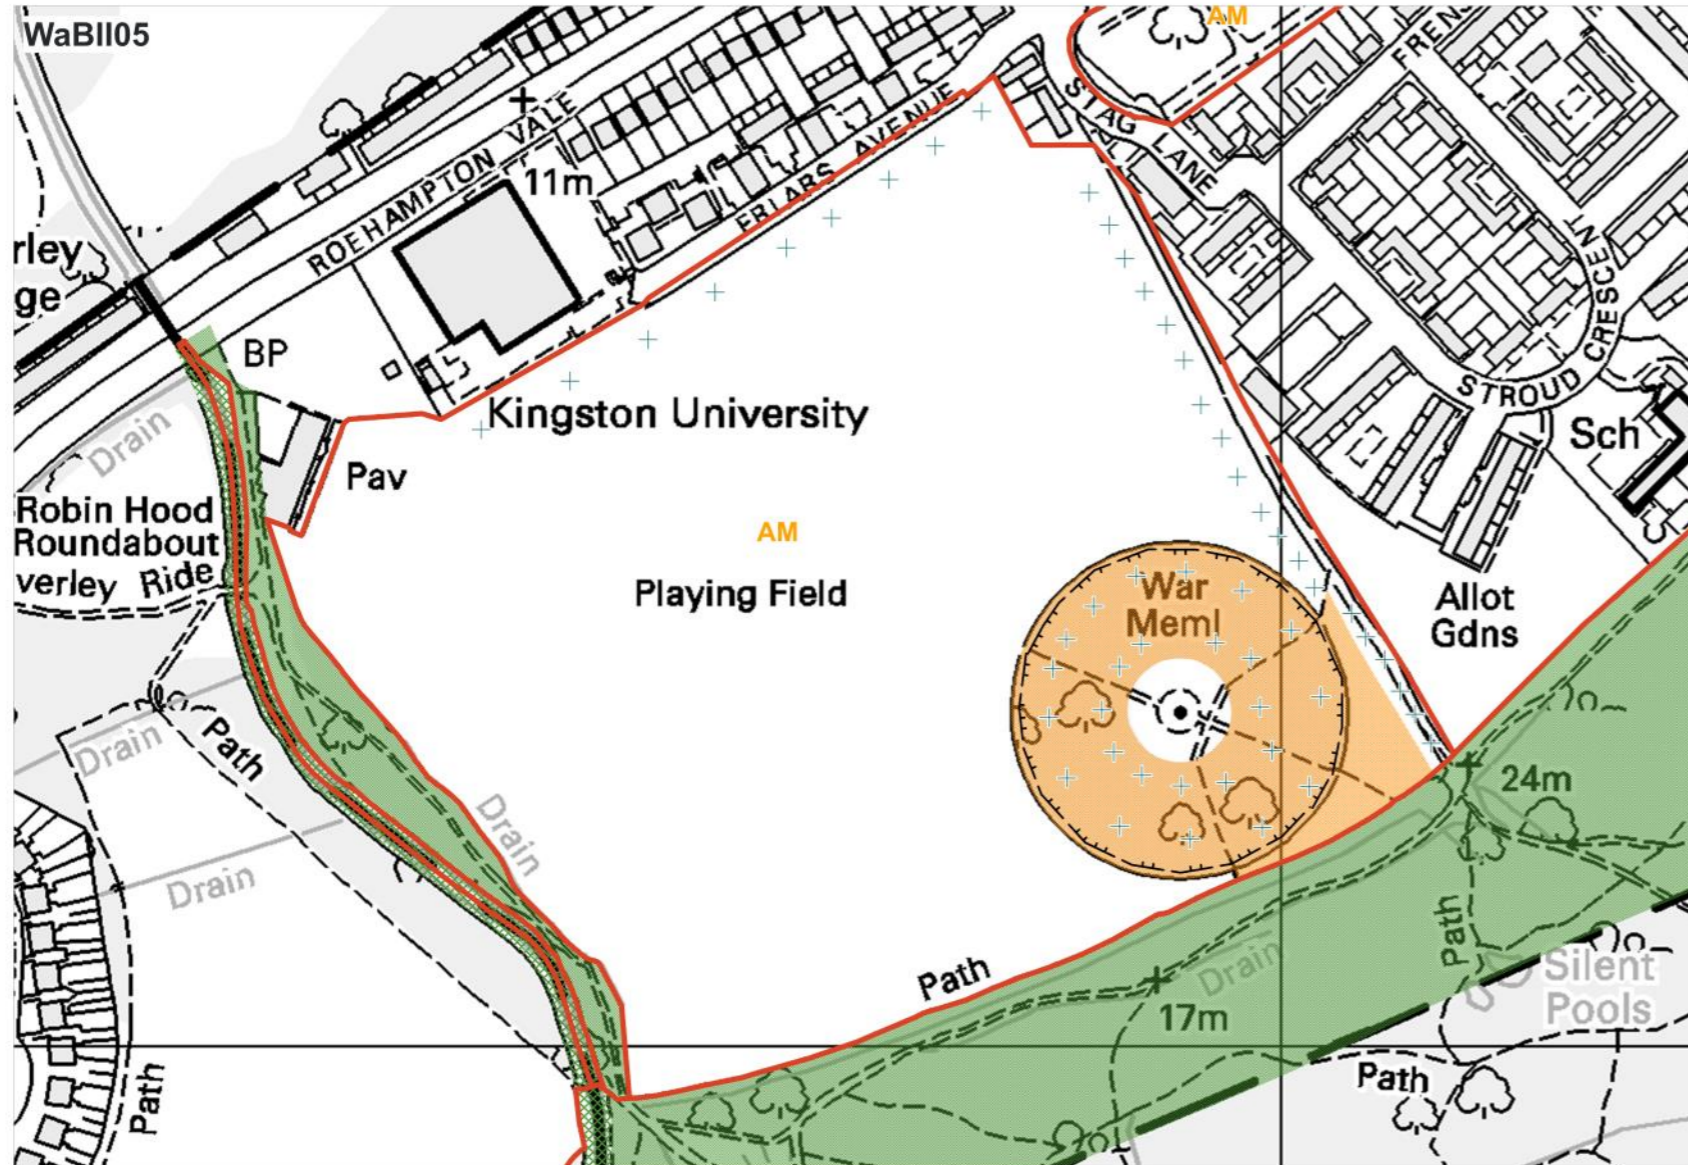 WaBII05
AM
FREN
ROEHAMPTON VALE
11m
FRIARS AVENUE
STAG LANE
rley
ge
BP
STROUD CRESCENT
Kingston University
Sch
Drain
Pav
Robin Hood
Roundabout
verley Ride
AM
Playing Field
War
Meml
Allot
Gdns
Path
Drain
Drain
Drain
24m
Path
Path
Drain
Silent
Pools
17m
Path
Path